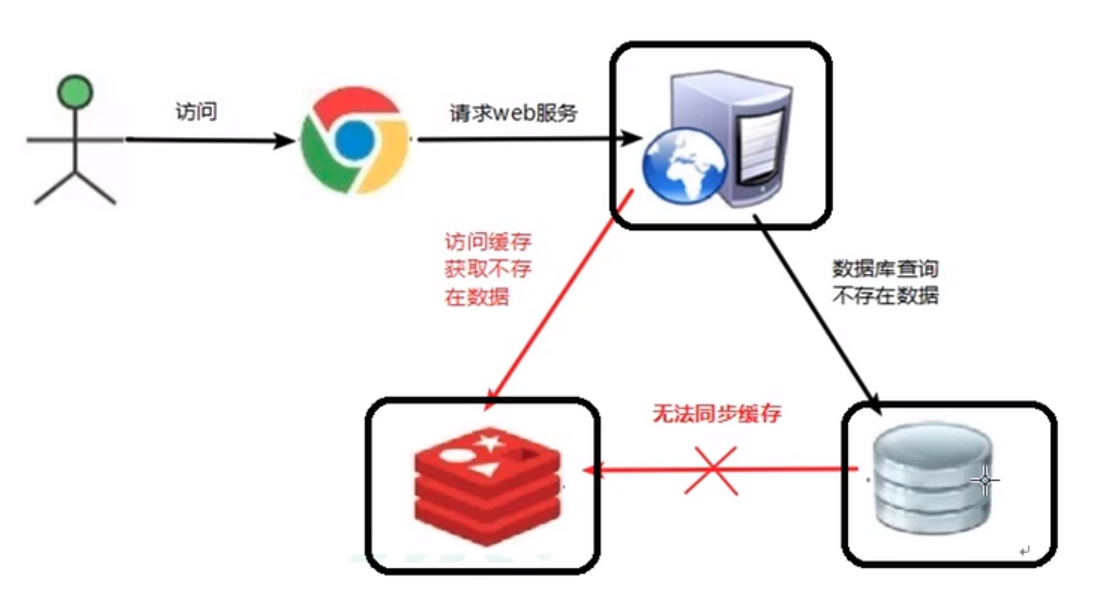 访问
请求web服务
访问缓存
获取不存
在数据
数据库查询
不存在数据
无法同步缓存